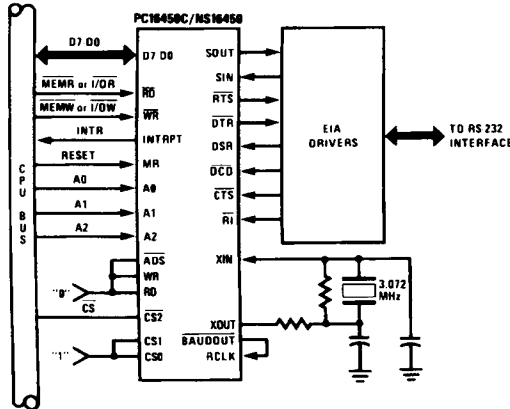 PC16450C/NS16450
D7 D0
D7 D0
MEMR or I/OR
RD
MEMW or I/OW
WR
INTR
INTRPT
RESET
MR
A0
A0
A1
A1
A2
A2
ADS
WR
RD
"0"
CS
CS2
"1"
CS1
CS0
CPU BUS
SOUT
SIN
RTS
DTR
DSR
DCD
CTS
RI
XIN
XOUT
BAUDOUT
RCLK
EIA
DRIVERS
TO RS 232
INTERFACE
3.072
MHz